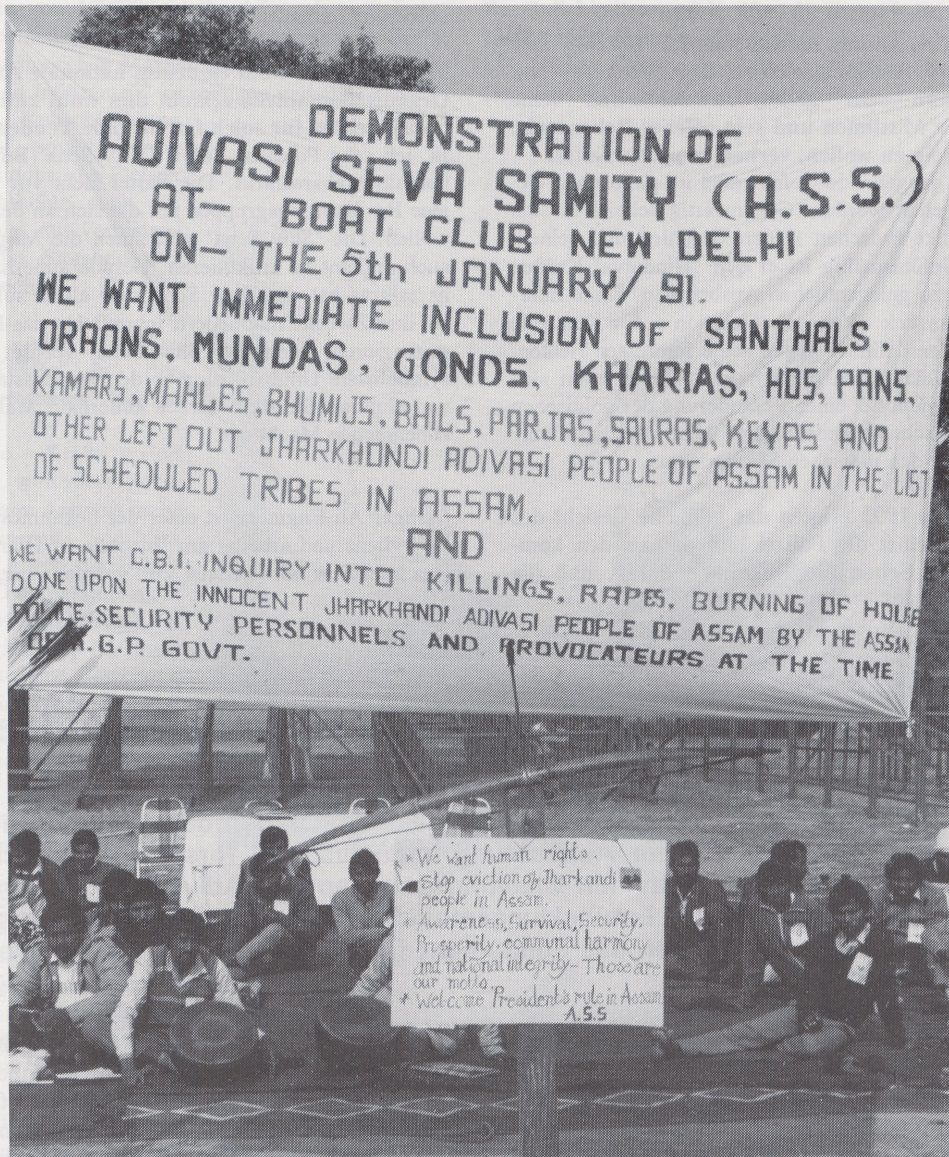 DEMONSTRATION OF
ADIVASI SEVA SAMITY (A.S.S.)
AT- BOAT CLUB NEW DELHI
ON- THE 5th JANUARY/ 91.
WE WANT IMMEDIATE INCLUSION OF SANTHALS,
ORAONS, MUNDAS, GONDS, KHARIAS, HOS, PANS,
KAMARS, MAHLES, BHUMIJS, BHILS, PARJAS, SAURAS, KEYAS AND
OTHER LEFT OUT JHARKHONDI ADIVASI PEOPLE OF ASSAM IN THE LIST
OF SCHEDULED TRIBES IN ASSAM.
AND
WE WANT C.B.I. INQUIRY INTO KILLINGS, RAPES, BURNING OF HOUSE
DONE UPON THE INNOCENT JHARKHANDI ADIVASI PEOPLE OF ASSAM BY THE ASSAM
POLICE, SECURITY PERSONNELS AND PROVOCATEURS AT THE TIME
OF A.G.P. GOVT.
* We want human rights.
Stop eviction of Jharkandi
people in Assam.
* Awareness, Survival, Security,
Prosperity, communal harmony
and national integrity- Those are
our motto.
* Welcome President's rule in Assam
A.S.S